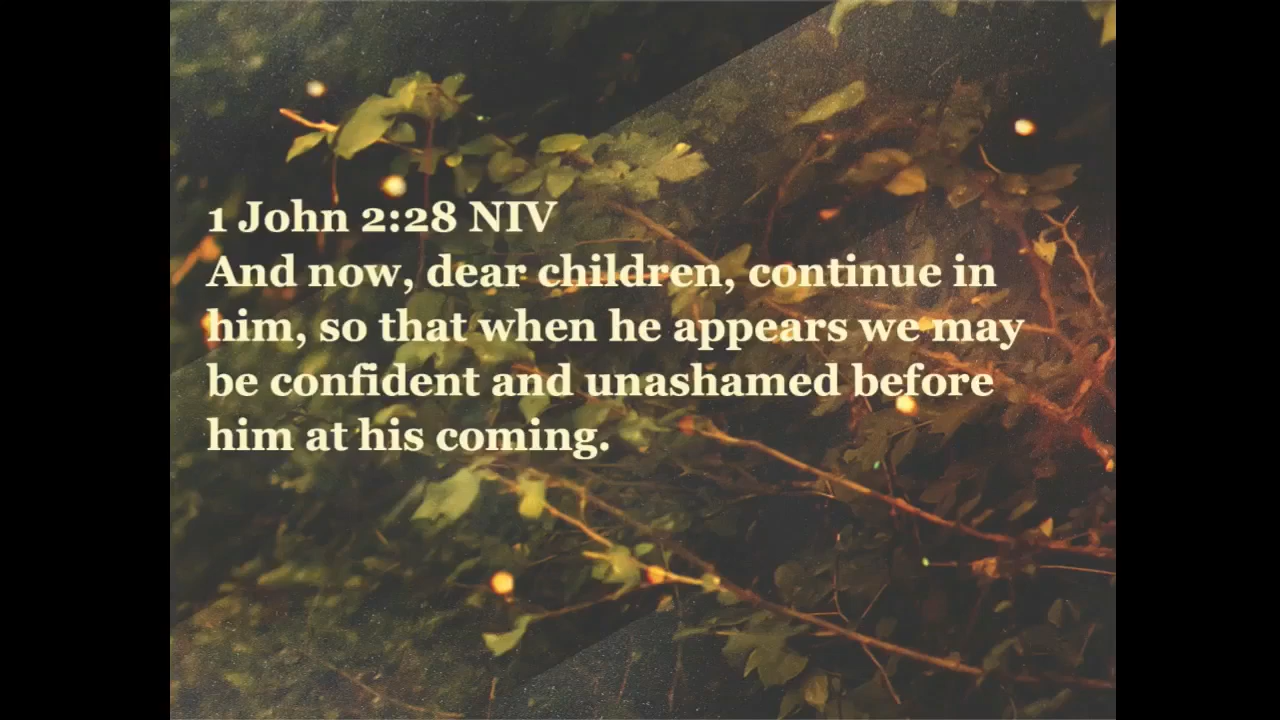 1 John 2:28 NIV
And now, dear children, continue in
him, so that when he appears we may
be confident and unashamed before
him at his coming.